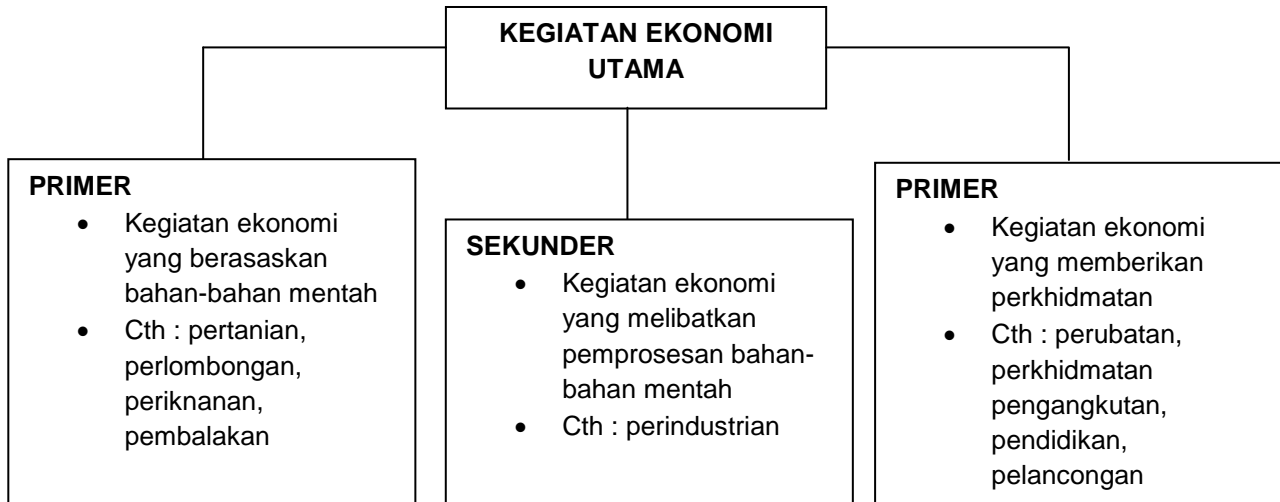 KEGIATAN EKONOMI
UTAMA
PRIMER
• Kegiatan ekonomi
yang berasaskan
bahan-bahan mentah
• Cth : pertanian,
perlombongan,
periknanan,
pembalakan
SEKUNDER
• Kegiatan ekonomi
yang melibatkan
pemprosesan bahan-
bahan mentah
• Cth : perindustrian
PRIMER
• Kegiatan ekonomi
yang memberikan
perkhidmatan
• Cth : perubatan,
perkhidmatan
pengangkutan,
pendidikan,
pelancongan